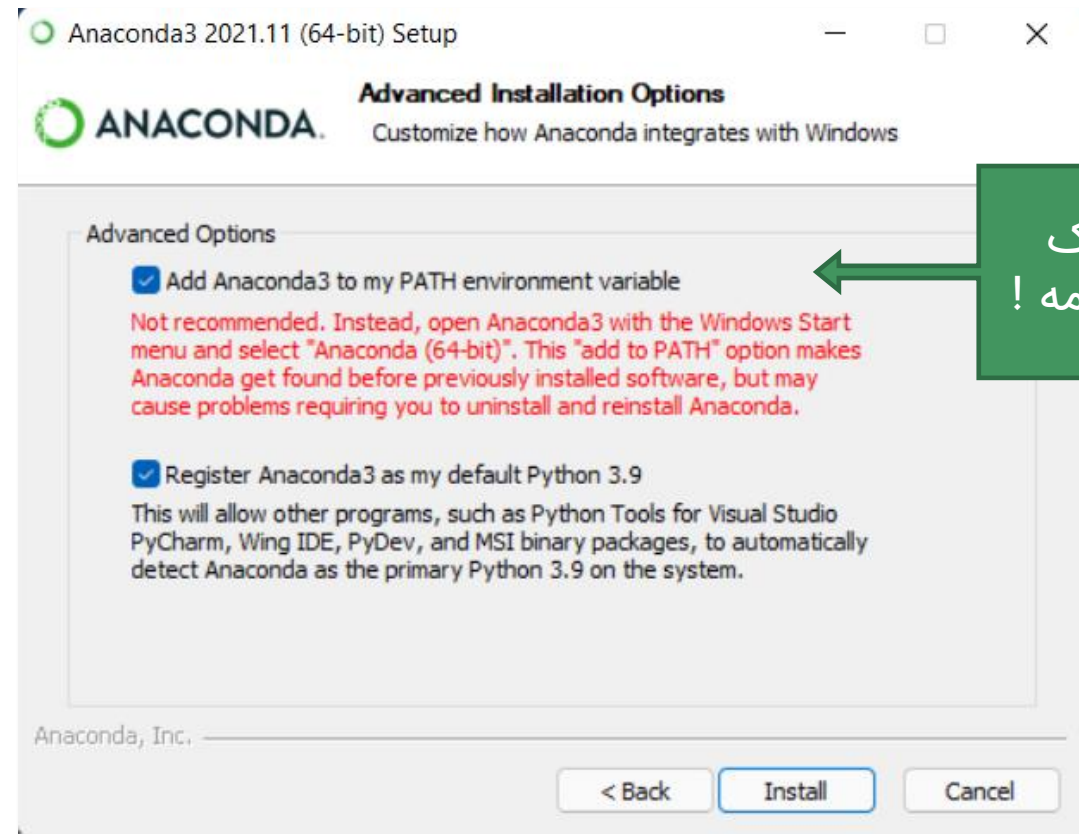 Anaconda3 2021.11 (64-bit) Setup
ANACONDA.
Advanced Installation Options
Customize how Anaconda integrates with Windows
Advanced Options
Add Anaconda3 to my PATH environment variable
Not recommended. Instead, open Anaconda3 with the Windows Start
menu and select "Anaconda (64-bit)". This "add to PATH" option makes
Anaconda get found before previously installed software, but may
cause problems requiring you to uninstall and reinstall Anaconda.
Register Anaconda3 as my default Python 3.9
This will allow other programs, such as Python Tools for Visual Studio
PyCharm, Wing IDE, PyDev, and MSI binary packages, to automatically
detect Anaconda as the primary Python 3.9 on the system.
Anaconda, Inc.
< Back Install Cancel